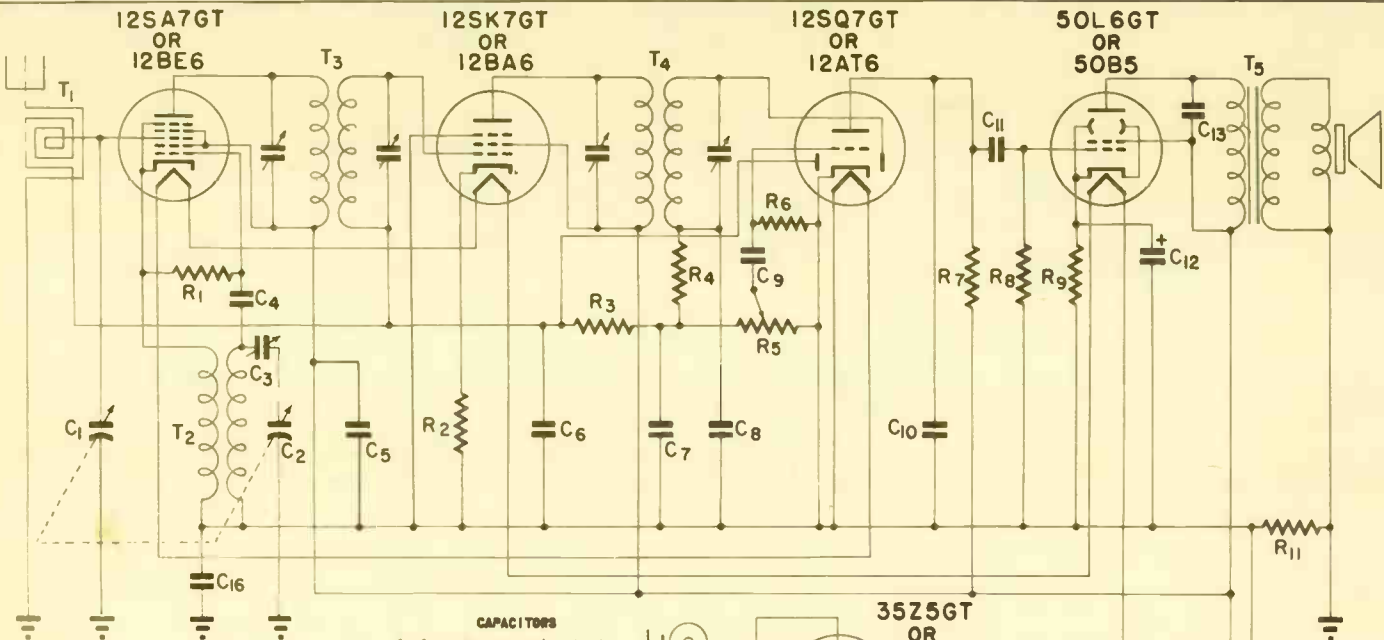 12SA7GT
OR
12BE6
12SK7GT
OR
12BA6
12SQ7GT
OR
12AT6
50L6GT
OR
50B5
T1
T3
T4
T5
C11
C13
R6
R1
C4
R4
C9
R7
R8
R9
C12
R3
R5
C3
C1
T2
C2
C5
R2
C6
C7
C8
C10
R11
C16
CAPACITORS
35Z5GT
OR